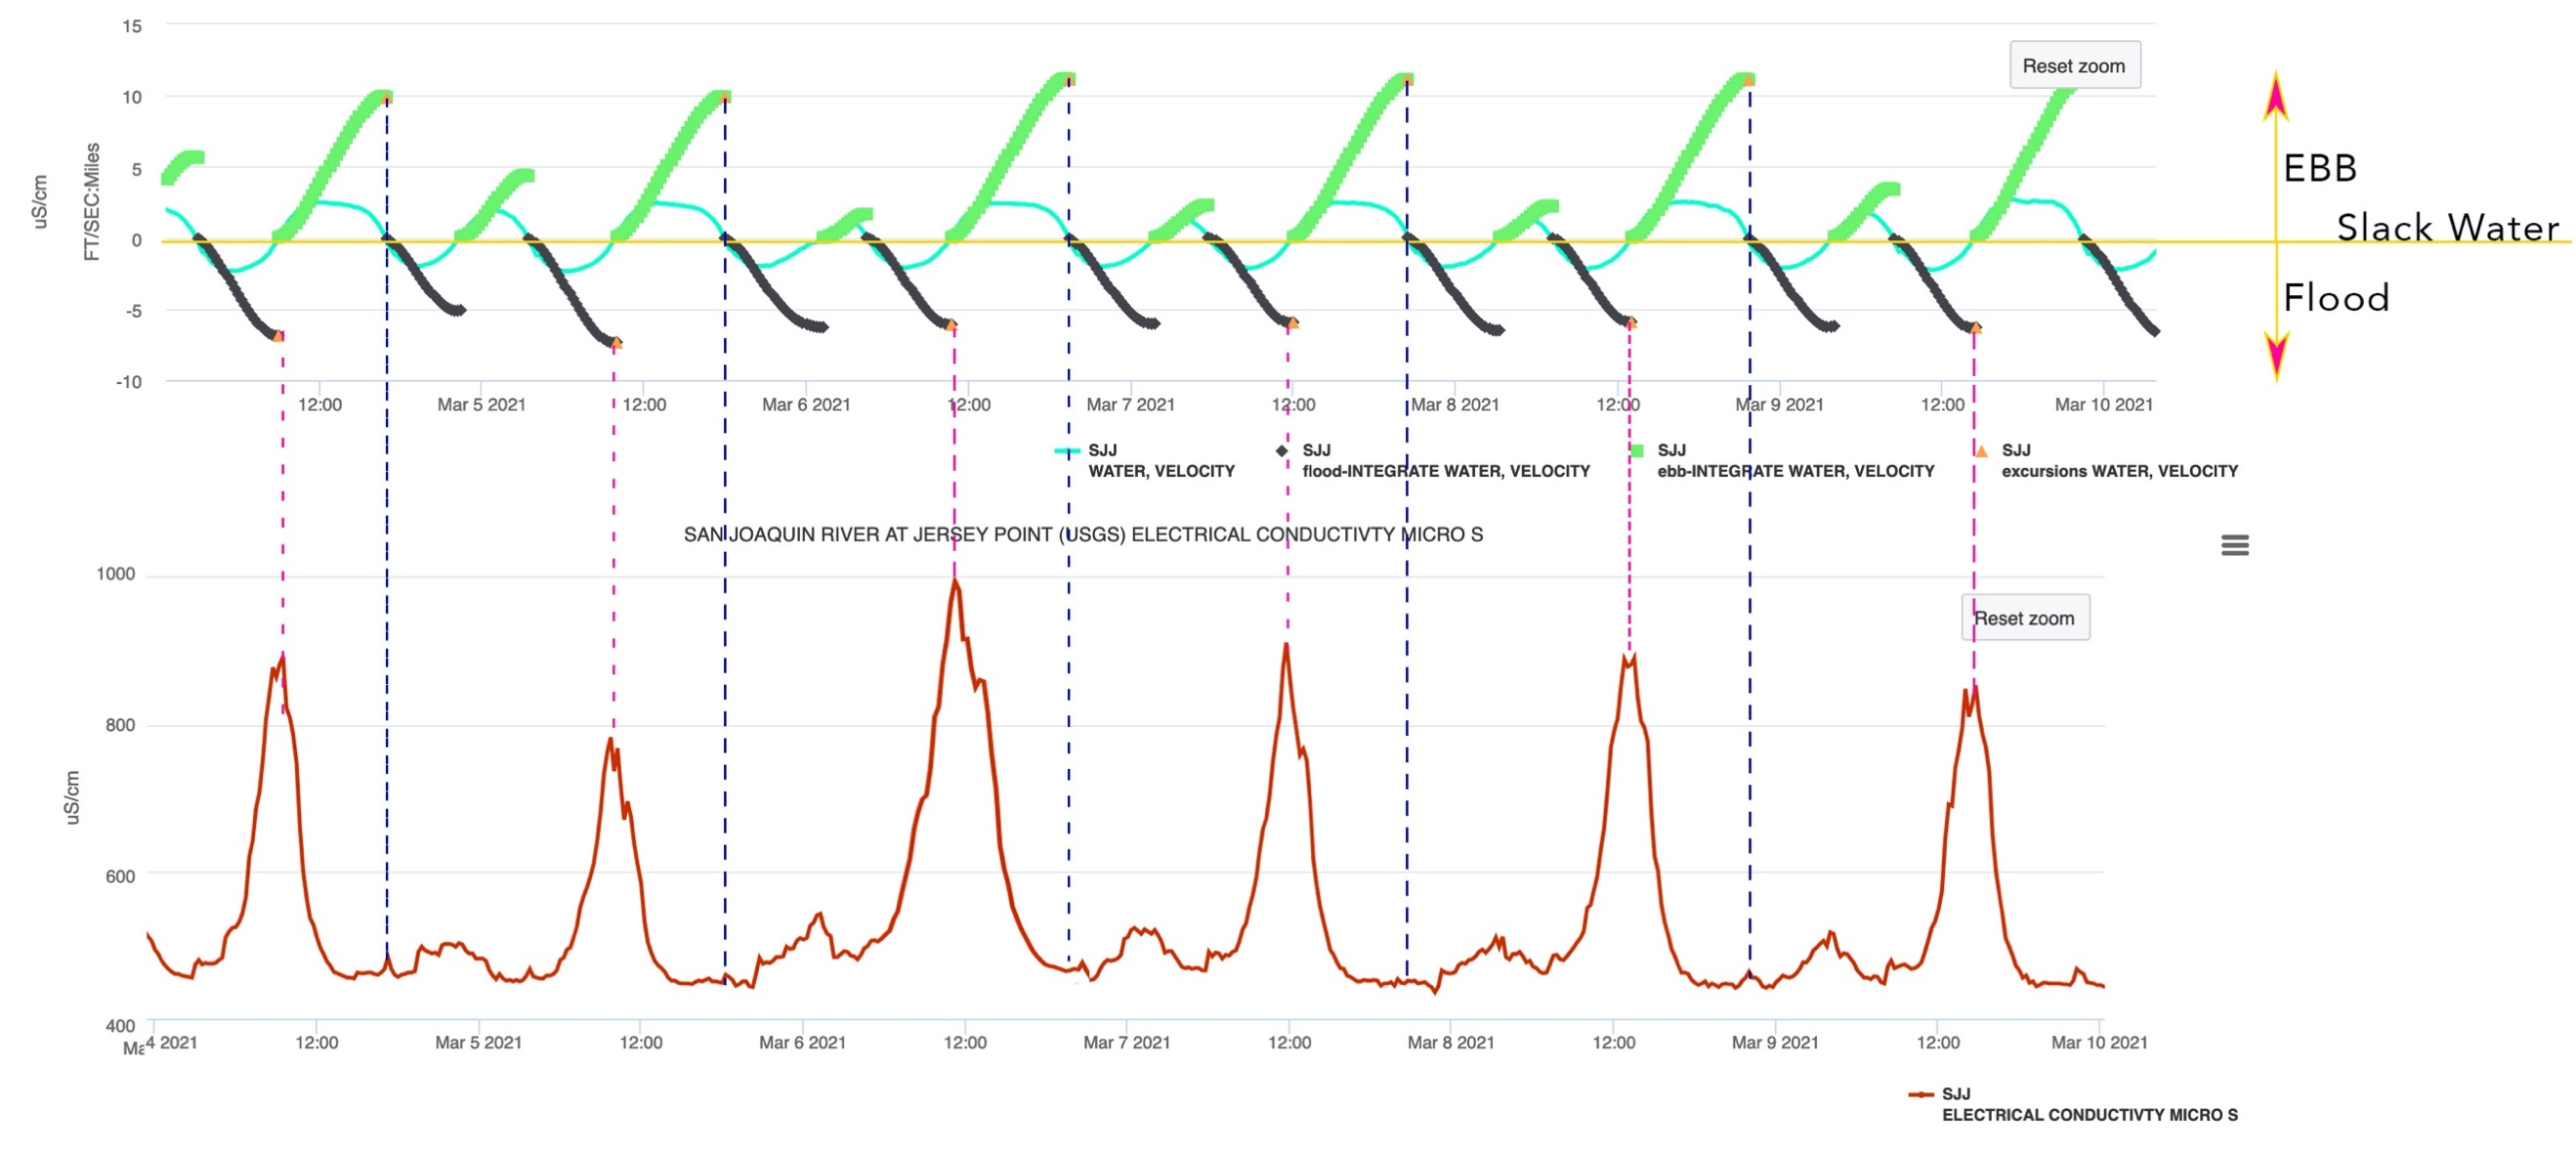 15
10
5
0
-5
-10
uS/cm
FT/SEC:Miles
Reset zoom
EBB
Slack Water
Flood
12:00 Mar 5 2021 12:00 Mar 6 2021 12:00 Mar 7 2021 12:00 Mar 8 2021 12:00 Mar 9 2021 12:00 Mar 10 2021
SJJ SJJ SJJ SJJ
WATER, VELOCITY flood-INTEGRATE WATER, VELOCITY ebb-INTEGRATE WATER, VELOCITY excursions WATER, VELOCITY
SAN JOAQUIN RIVER AT JERSEY POINT (USGS) ELECTRICAL CONDUCTIVTY MICRO S
1000
800
600
400
uS/cm
Reset zoom
Ma 4 2021 12:00 Mar 5 2021 12:00 Mar 6 2021 12:00 Mar 7 2021 12:00 Mar 8 2021 12:00 Mar 9 2021 12:00 Mar 10 2021
SJJ
ELECTRICAL CONDUCTIVTY MICRO S